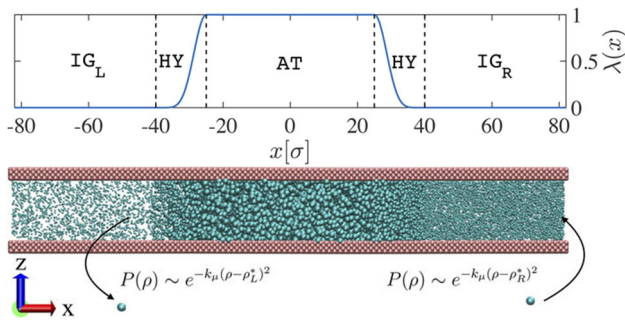 1
0.5
0
λ(x)
IG_L HY AT HY IG_R
-80 -60 -40 -20 0 20 40 60 80
x[σ]
P(ρ) ∼ e^{-k_μ(ρ-ρ_L^*)^2} P(ρ) ∼ e^{-k_μ(ρ-ρ_R^*)^2}
z
x